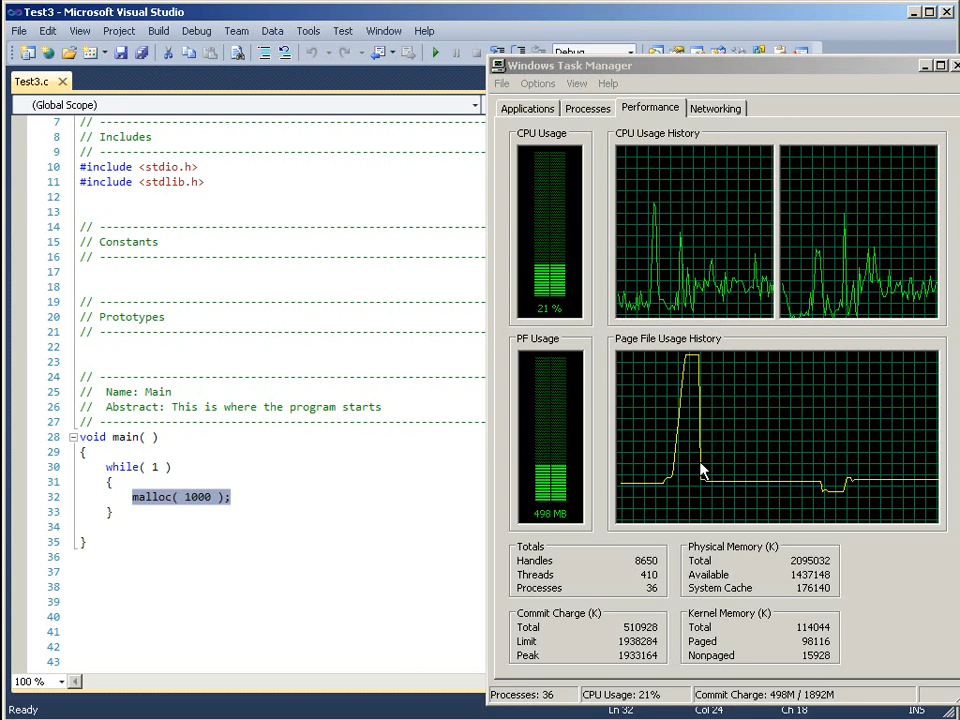 Test3 - Microsoft Visual Studio
File Edit View Project Build Debug Team Data Tools Test Window Help
Debug
Test3.c
(Global Scope)
7 // ----------------------------------------------------
8 // Includes
9 // ----------------------------------------------------
10 #include <stdio.h>
11 #include <stdlib.h>
12
13
14 // ----------------------------------------------------
15 // Constants
16 // ----------------------------------------------------
17
18
19 // ----------------------------------------------------
20 // Prototypes
21 // ----------------------------------------------------
22
23
24 // ----------------------------------------------------
25 //  Name: Main
26 //  Abstract: This is where the program starts
27 // ----------------------------------------------------
28 void main( )
29 {
30 while( 1 )
31 {
32 malloc( 1000 );
33 }
34
35 }
36
37
38
39
40
41
42
43
100 %
Ready
Ln 32 Col 24 Ch 18 INS
Windows Task Manager
File Options View Help
Applications Processes Performance Networking
CPU Usage
21 %
CPU Usage History
PF Usage
498 MB
Page File Usage History
Totals
Handles 8650
Threads 410
Processes 36
Physical Memory (K)
Total 2095032
Available 1437148
System Cache 176140
Commit Charge (K)
Total 510928
Limit 1938284
Peak 1933164
Kernel Memory (K)
Total 114044
Paged 98116
Nonpaged 15928
Processes: 36 CPU Usage: 21% Commit Charge: 498M / 1892M